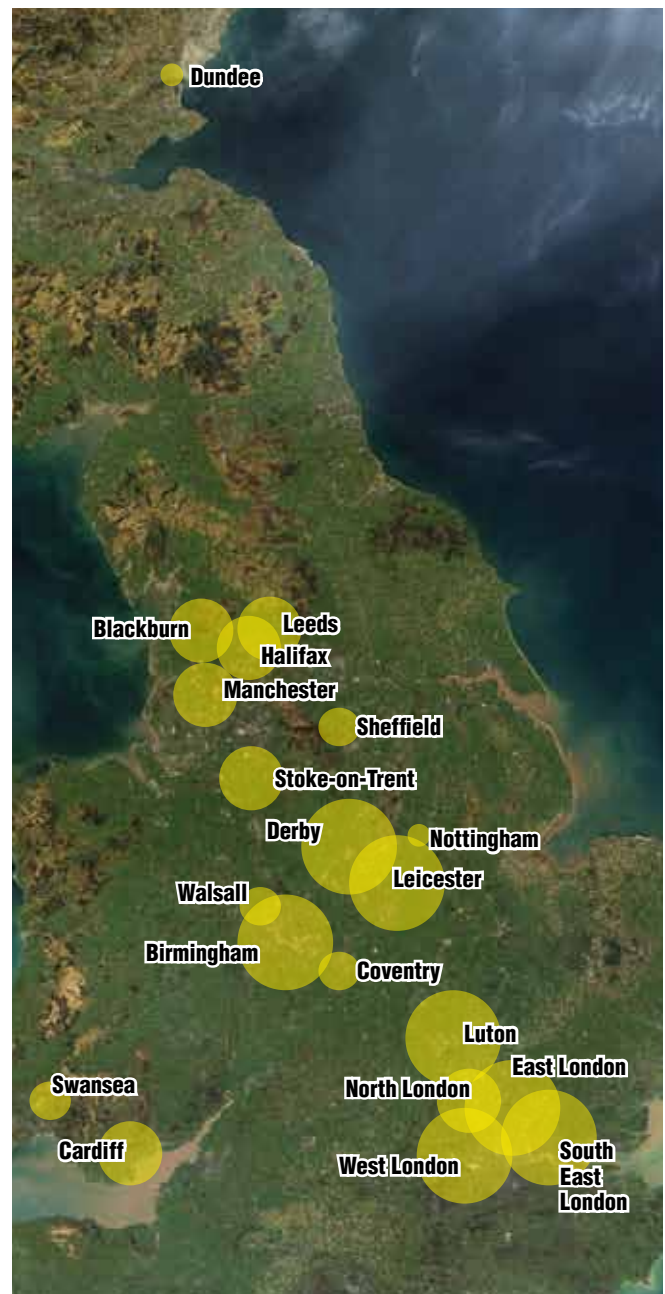 Dundee
Blackburn
Leeds
Halifax
Manchester
Sheffield
Stoke-on-Trent
Derby
Nottingham
Leicester
Walsall
Birmingham
Coventry
Luton
Swansea
East London
North London
Cardiff
West London
South
East
London